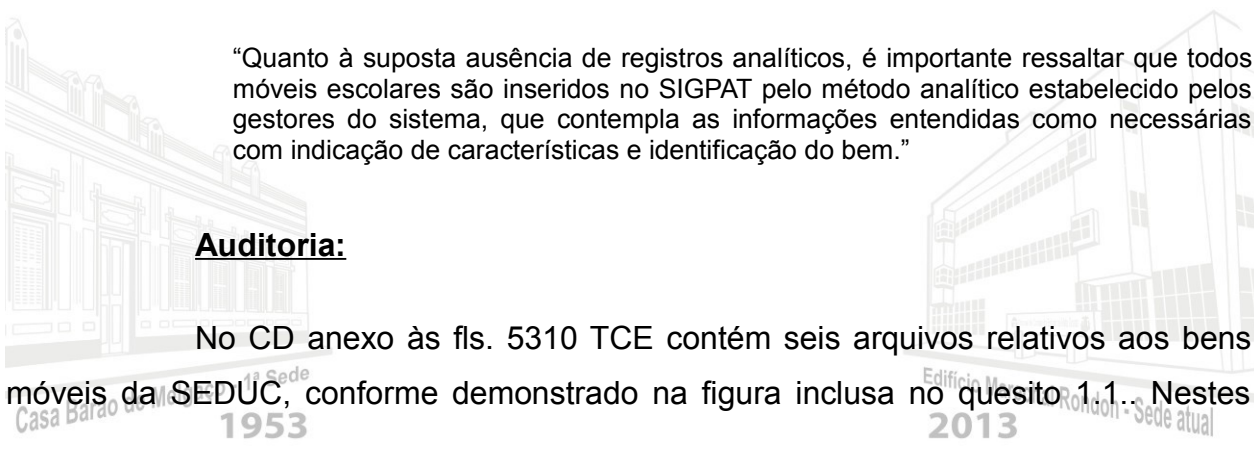 “Quanto à suposta ausência de registros analíticos, é importante ressaltar que todos
móveis escolares são inseridos no SIGPAT pelo método analítico estabelecido pelos
gestores do sistema, que contempla as informações entendidas como necessárias
com indicação de características e identificação do bem.”
Auditoria:
No CD anexo às fls. 5310 TCE contém seis arquivos relativos aos bens
móveis da SEDUC, conforme demonstrado na figura inclusa no quesito 1.1.. Nestes
Casa Barão de 1ª Sede
1953
Edifício Rondon - Sede atual
2013